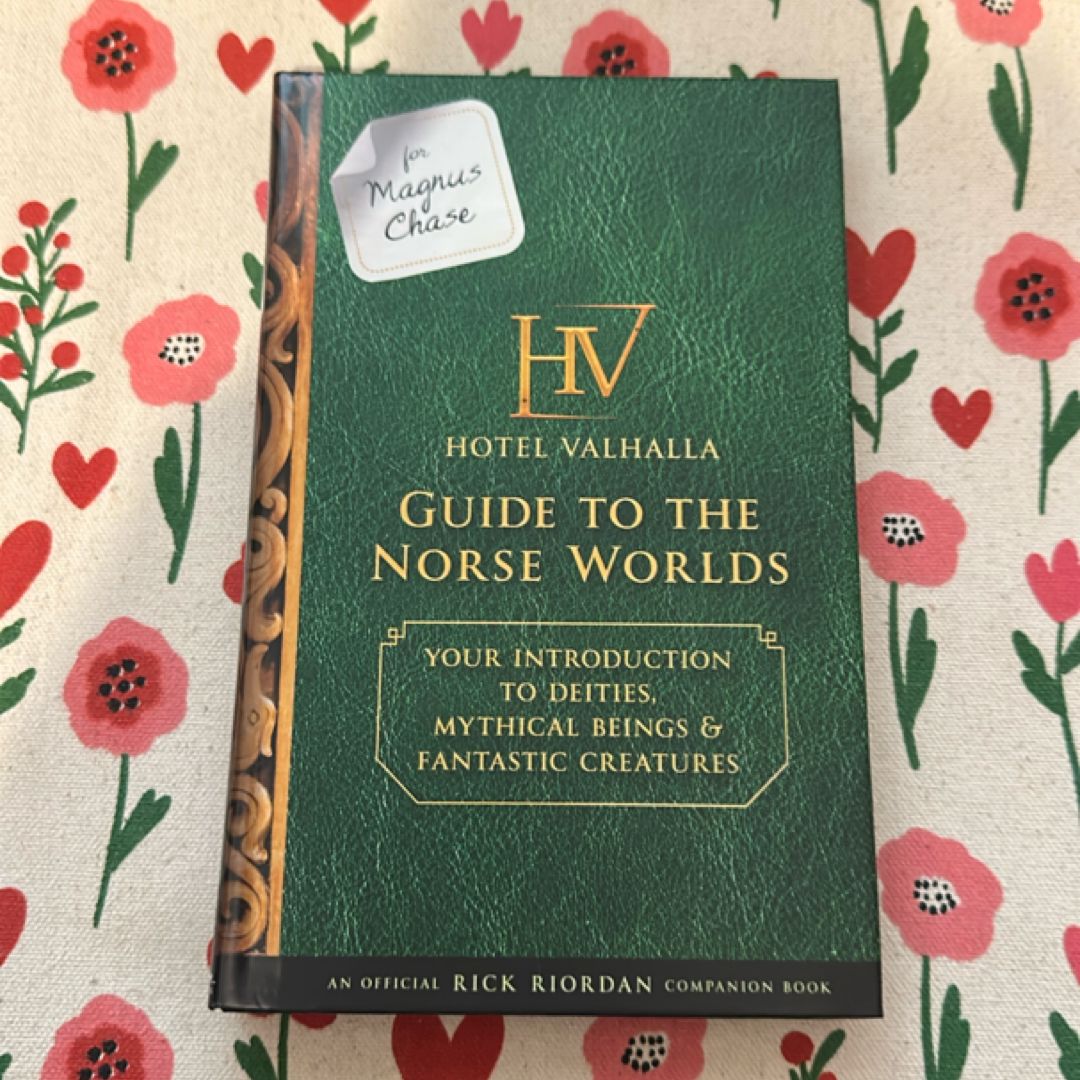 for
Magnus
Chase
HV
HOTEL VALHALLA
GUIDE TO THE
NORSE WORLDS
YOUR INTRODUCTION
TO DEITIES,
MYTHICAL BEINGS &
FANTASTIC CREATURES
AN OFFICIAL RICK RIORDAN COMPANION BOOK